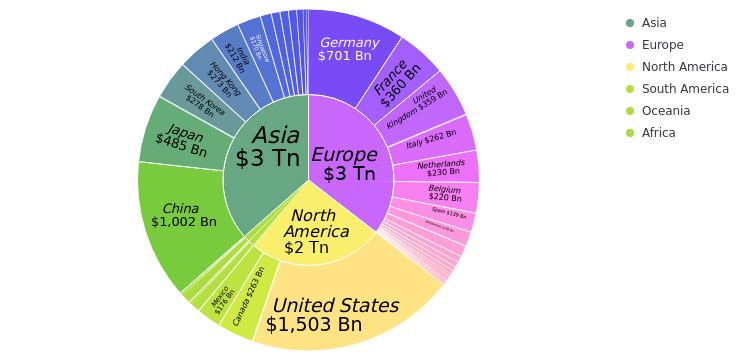 Germany
$701 Bn
France
$360 Bn
United
Kingdom $359 Bn
Italy $262 Bn
Netherlands
$230 Bn
Belgium
$220 Bn
Spain $139 Bn
Europe
$3 Tn
Asia
$3 Tn
North
America
$2 Tn
Singapore
$170 Bn
India
$212 Bn
Hong Kong
$273 Bn
South Korea
$278 Bn
Japan
$485 Bn
China
$1,002 Bn
Mexico
$176 Bn
Canada $263 Bn
United States
$1,503 Bn
Asia
Europe
North America
South America
Oceania
Africa